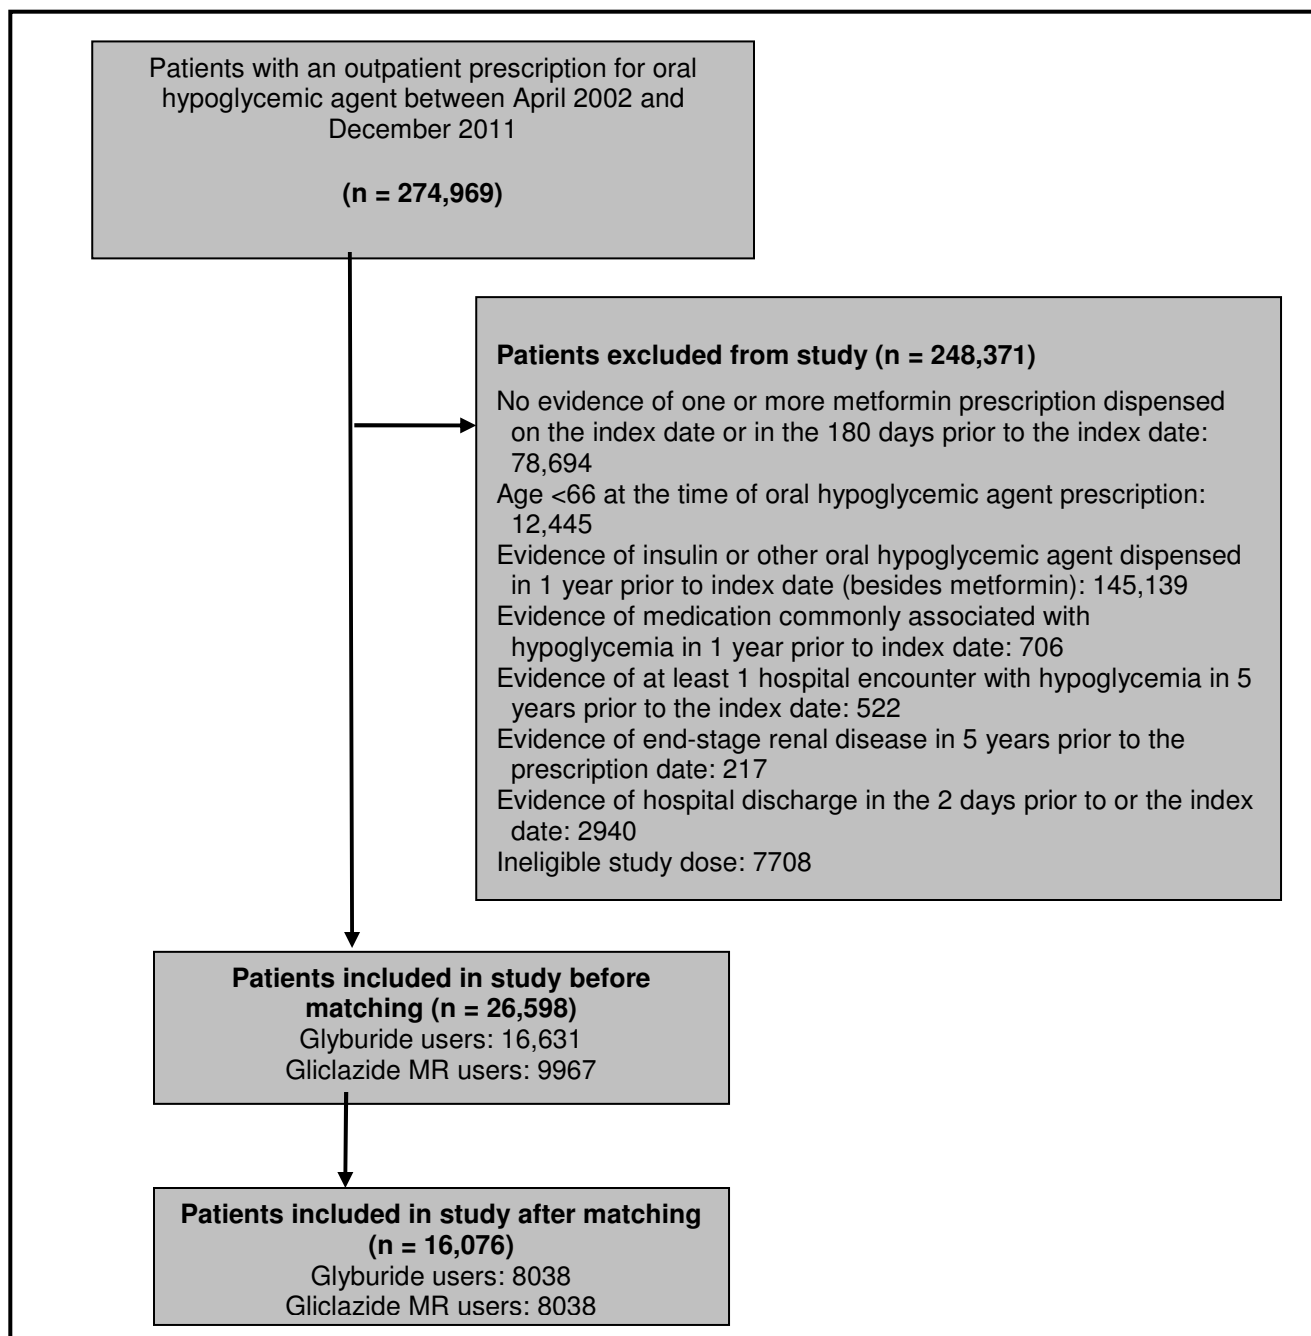 Patients with an outpatient prescription for oral
hypoglycemic agent between April 2002 and
December 2011
(n = 274,969)
Patients excluded from study (n = 248,371)
No evidence of one or more metformin prescription dispensed
on the index date or in the 180 days prior to the index date:
78,694
Age <66 at the time of oral hypoglycemic agent prescription:
12,445
Evidence of insulin or other oral hypoglycemic agent dispensed
in 1 year prior to index date (besides metformin): 145,139
Evidence of medication commonly associated with
hypoglycemia in 1 year prior to index date: 706
Evidence of at least 1 hospital encounter with hypoglycemia in 5
years prior to the index date: 522
Evidence of end-stage renal disease in 5 years prior to the
prescription date: 217
Evidence of hospital discharge in the 2 days prior to or the index
date: 2940
Ineligible study dose: 7708
Patients included in study before
matching (n = 26,598)
Glyburide users: 16,631
Gliclazide MR users: 9967
Patients included in study after matching
(n = 16,076)
Glyburide users: 8038
Gliclazide MR users: 8038